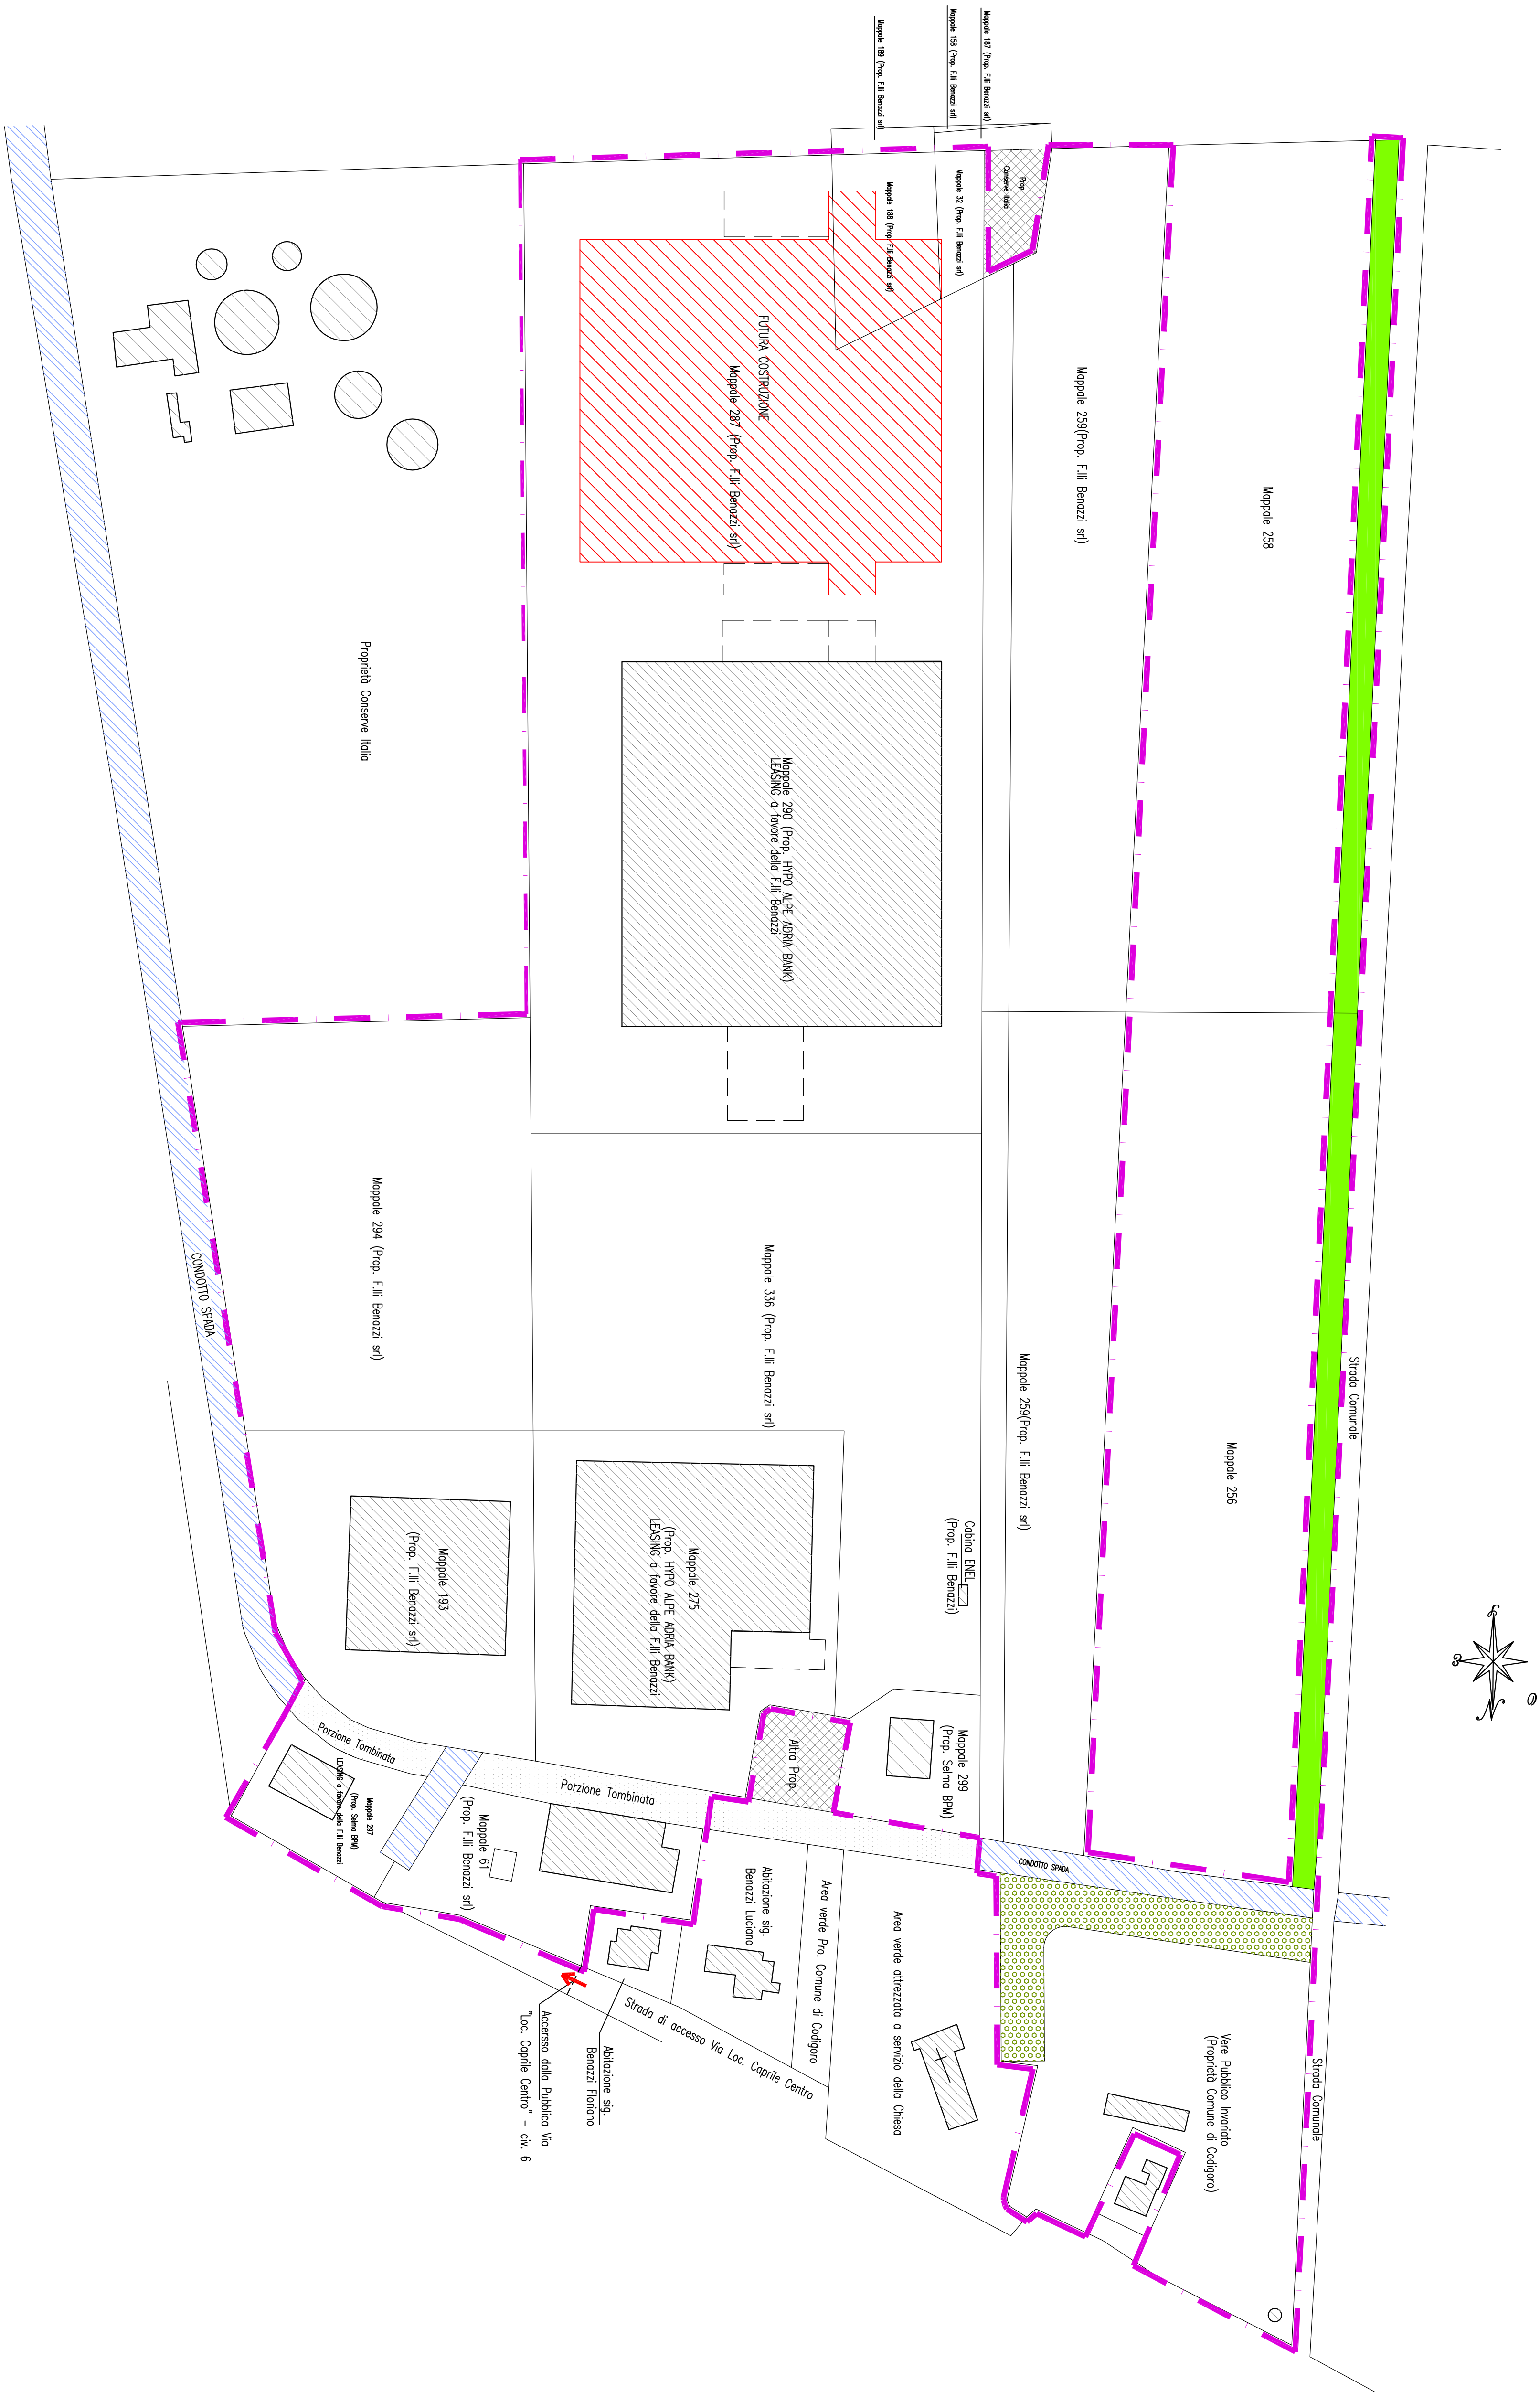 Mappale 189 (Prop. F.lli Benazzi srl)
Mappale 158 (Prop. F.lli Benazzi srl)
Mappale 187 (Prop. F.lli Benazzi srl)
Prop.
Conserve Italia
Mappale 32 (Prop. F.lli Benazzi srl)
Mappale 188 (Prop. F.lli Benazzi srl)
FUTURA COSTRUZIONE
Mappale 287 (Prop. F.lli Benazzi srl)
Mappale 259(Prop. F.lli Benazzi srl)
Mappale 258
Proprietà Conserve Italia
Mappale 290 (Prop. HYPO ALPE ADRIA BANK)
LEASING a favore della F.lli Benazzi
Mappale 294 (Prop. F.lli Benazzi srl)
CONDOTTO SPADA
Mappale 336 (Prop. F.lli Benazzi srl)
Mappale 259(Prop. F.lli Benazzi srl)
Strada Comunale
Mappale 256
Mappale 193
(Prop. F.lli Benazzi srl)
Mappale 275
(Prop. HYPO ALPE ADRIA BANK)
LEASING a favore della F.lli Benazzi
Cabina ENEL
(Prop. F.lli Benazzi)
Mappale 299
(Prop. Selma BPM)
Altra Prop.
Porzione Tombinata
Porzione Tombinata
Mappale 297
(Prop. Selma BPM)
LEASING a favore della F.lli Benazzi
Mappale 61
(Prop. F.lli Benazzi srl)
CONDOTTO SPADA
Abitazione sig.
Benazzi Luciano
Area verde Pro. Comune di Codigoro
Area verde attrezzata a servizio della Chiesa
Strada di accesso Via Loc. Caprile Centro
Abitazione sig.
Benazzi Floriano
Accersso dalla Pubblica Via
"Loc. Caprile Centro" - civ. 6
Vere Pubblico Invariato
(Proprietà Comune di Codigoro)
Strada Comunale